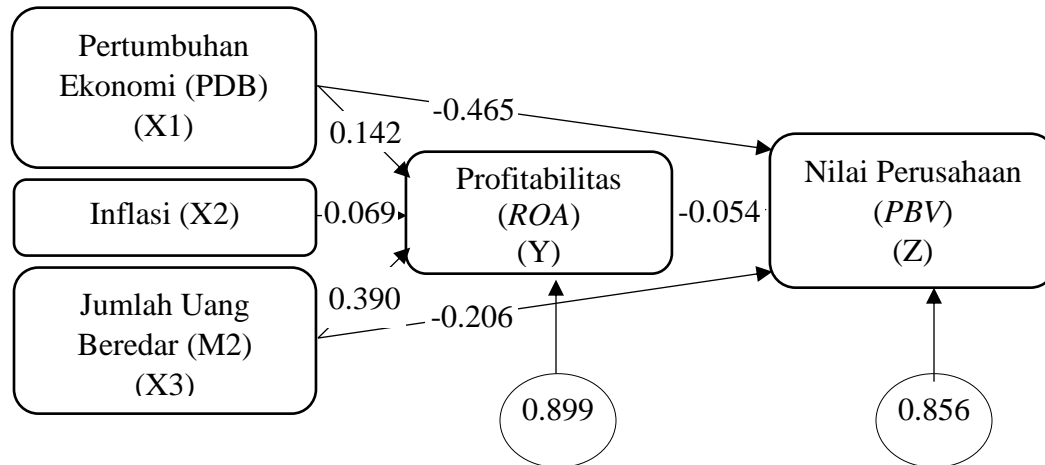 Pertumbuhan
Ekonomi (PDB)
(X1)
-0.465
0.142
Inflasi (X2)
-0.069
Profitabilitas
(ROA)
(Y)
-0.054
Nilai Perusahaan
(PBV)
(Z)
Jumlah Uang
Beredar (M2)
(X3)
0.390
-0.206
0.899
0.856